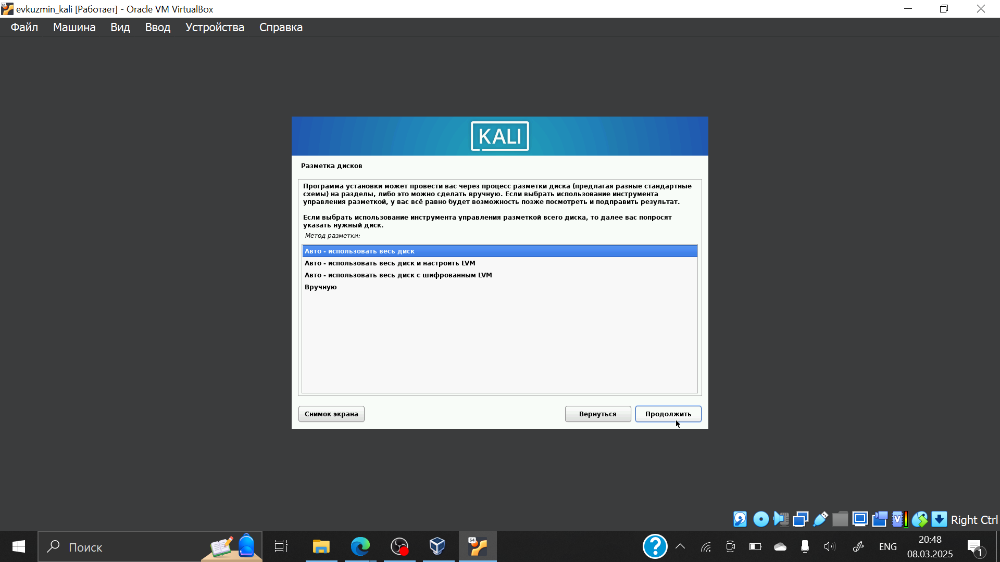 evkuzmin_kali [Работает] - Oracle VM VirtualBox
Файл Машина Вид Ввод Устройства Справка
KALI
Разметка дисков
Программа установки может провести вас через процесс разметки диска (предлагая разные стандартные
схемы) на разделы, либо это можно сделать вручную. Если выбрать использование инструмента
управления разметкой, у вас всё равно будет возможность позже посмотреть и подправить результат.
Если выбрать использование инструмента управления разметкой всего диска, то далее вас попросят
указать нужный диск.
Метод разметки:
Авто - использовать весь диск
Авто - использовать весь диск и настроить LVM
Авто - использовать весь диск с шифрованным LVM
Вручную
Снимок экрана Вернуться Продолжить
Right Ctrl
Поиск
64
ENG
20:48
08.03.2025
1